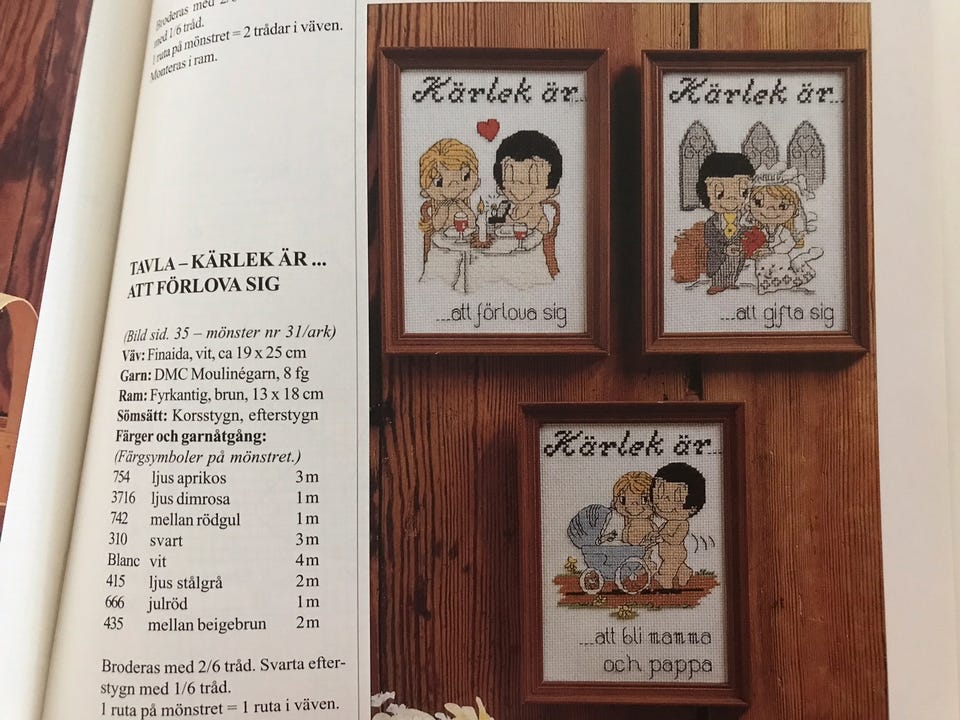 Broderas med 2/6
med 1/6 tråd.
1 ruta på mönstret = 2 trådar i väven.
Monteras i ram.
TAVLA – KÄRLEK ÄR ...
ATT FÖRLOVA SIG
(Bild sid. 35 – mönster nr 31/ark)
Väv: Finaida, vit, ca 19 x 25 cm
Garn: DMC Moulinégarn, 8 fg
Ram: Fyrkantig, brun, 13 x 18 cm
Sömsätt: Korsstygn, efterstygn
Färger och garnåtgång:
(Färgsymboler på mönstret.)
754 ljus aprikos 3 m
3716 ljus dimrosa 1 m
742 mellan rödgul 1 m
310 svart 3 m
Blanc vit 4 m
415 ljus stålgrå 2 m
666 julröd 1 m
435 mellan beigebrun 2 m
Broderas med 2/6 tråd. Svarta efter-
stygn med 1/6 tråd.
1 ruta på mönstret = 1 ruta i väven.
Kärlek är...
...att förlova sig
Kärlek är...
...att gifta sig
Kärlek är...
...att bli mamma
och pappa